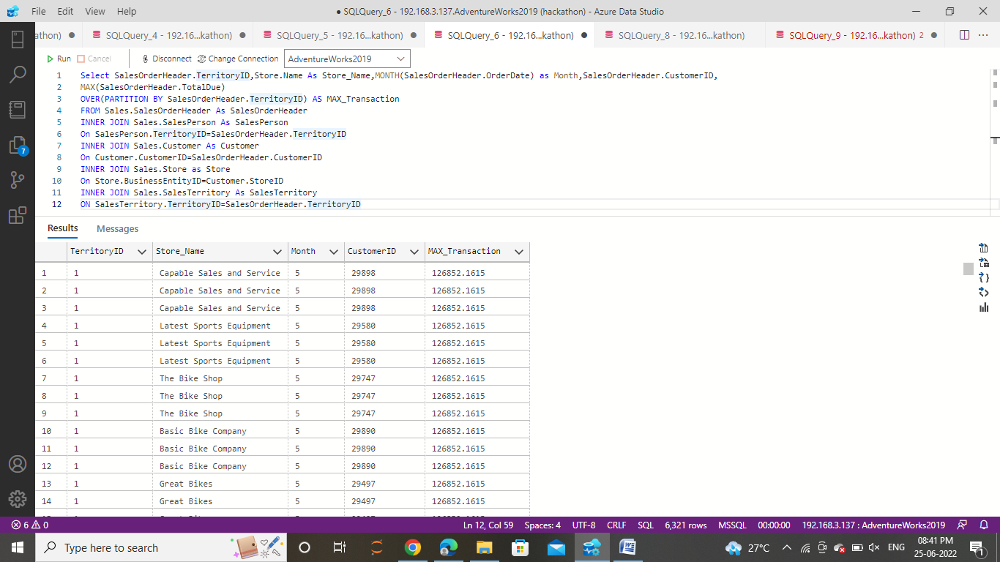 File Edit View Help ● SQLQuery_6 - 192.168.3.137.AdventureWorks2019 (hackathon) - Azure Data Studio
athon) ● SQLQuery_4 - 192.16...kathon) ● SQLQuery_5 - 192.16...kathon) ● SQLQuery_6 - 192.16...kathon) ● SQLQuery_8 - 192.16...kathon) SQLQuery_9 - 192.16...kathon) 2 ●
Run Cancel Disconnect Change Connection AdventureWorks2019
1 Select SalesOrderHeader.TerritoryID,Store.Name As Store_Name,MONTH(SalesOrderHeader.OrderDate) as Month,SalesOrderHeader.CustomerID,
2 MAX(SalesOrderHeader.TotalDue)
3 OVER(PARTITION BY SalesOrderHeader.TerritoryID) AS MAX_Transaction
4 FROM Sales.SalesOrderHeader As SalesOrderHeader
5 INNER JOIN Sales.SalesPerson As SalesPerson
6 On SalesPerson.TerritoryID=SalesOrderHeader.TerritoryID
7 INNER JOIN Sales.Customer As Customer
8 On Customer.CustomerID=SalesOrderHeader.CustomerID
9 INNER JOIN Sales.Store as Store
10 On Store.BusinessEntityID=Customer.StoreID
11 INNER JOIN Sales.SalesTerritory As SalesTerritory
12 ON SalesTerritory.TerritoryID=SalesOrderHeader.TerritoryID
7
Results Messages
TerritoryID Store_Name Month CustomerID MAX_Transaction
1 1 Capable Sales and Service 5 29898 126852.1615
2 1 Capable Sales and Service 5 29898 126852.1615
3 1 Capable Sales and Service 5 29898 126852.1615
4 1 Latest Sports Equipment 5 29580 126852.1615
5 1 Latest Sports Equipment 5 29580 126852.1615
6 1 Latest Sports Equipment 5 29580 126852.1615
7 1 The Bike Shop 5 29747 126852.1615
8 1 The Bike Shop 5 29747 126852.1615
9 1 The Bike Shop 5 29747 126852.1615
10 1 Basic Bike Company 5 29890 126852.1615
11 1 Basic Bike Company 5 29890 126852.1615
12 1 Basic Bike Company 5 29890 126852.1615
13 1 Great Bikes 5 29497 126852.1615
14 1 Great Bikes 5 29497 126852.1615
6 0 Ln 12, Col 59 Spaces: 4 UTF-8 CRLF SQL 6,321 rows MSSQL 00:00:00 192.168.3.137 : AdventureWorks2019
Type here to search 27°C ENG 08:41 PM
25-06-2022 1